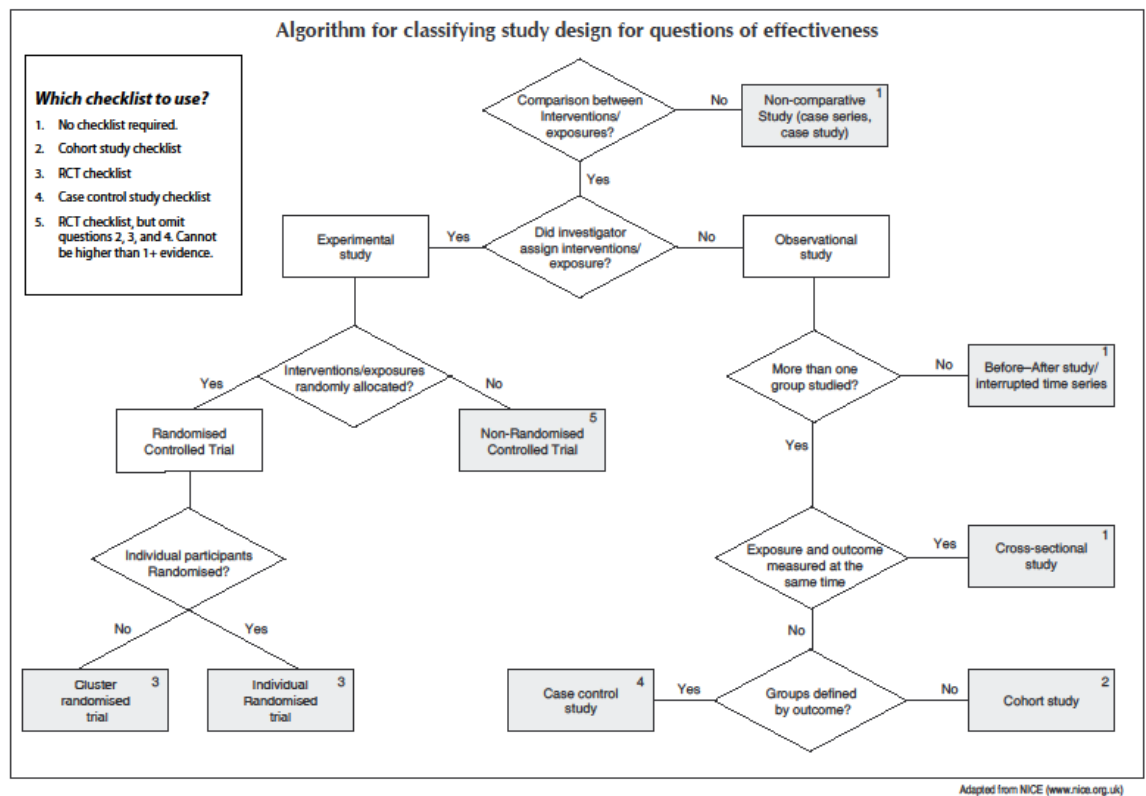 Algorithm for classifying study design for questions of effectiveness
Which checklist to use?
1. No checklist required.
2. Cohort study checklist
3. RCT checklist
4. Case control study checklist
5. RCT checklist, but omit
questions 2, 3, and 4. Cannot
be higher than 1+ evidence.
Comparison between
Interventions/
exposures?
No
Non-comparative
Study (case series,
case study)
1
Yes
Experimental
study
Yes
Did investigator
assign interventions/
exposure?
No
Observational
study
Interventions/exposures
randomly allocated?
Yes
No
More than one
group studied?
No
Before–After study/
interrupted time series
1
Randomised
Controlled Trial
Non-Randomised
Controlled Trial
5
Yes
Individual participants
Randomised?
Exposure and outcome
measured at the
same time
Yes
Cross-sectional
study
1
No
Yes
No
Cluster
randomised
trial
3
Individual
Randomised
trial
3
Case control
study
4
Yes
Groups defined
by outcome?
No
Cohort study
2
Adapted from NICE (www.nice.org.uk)